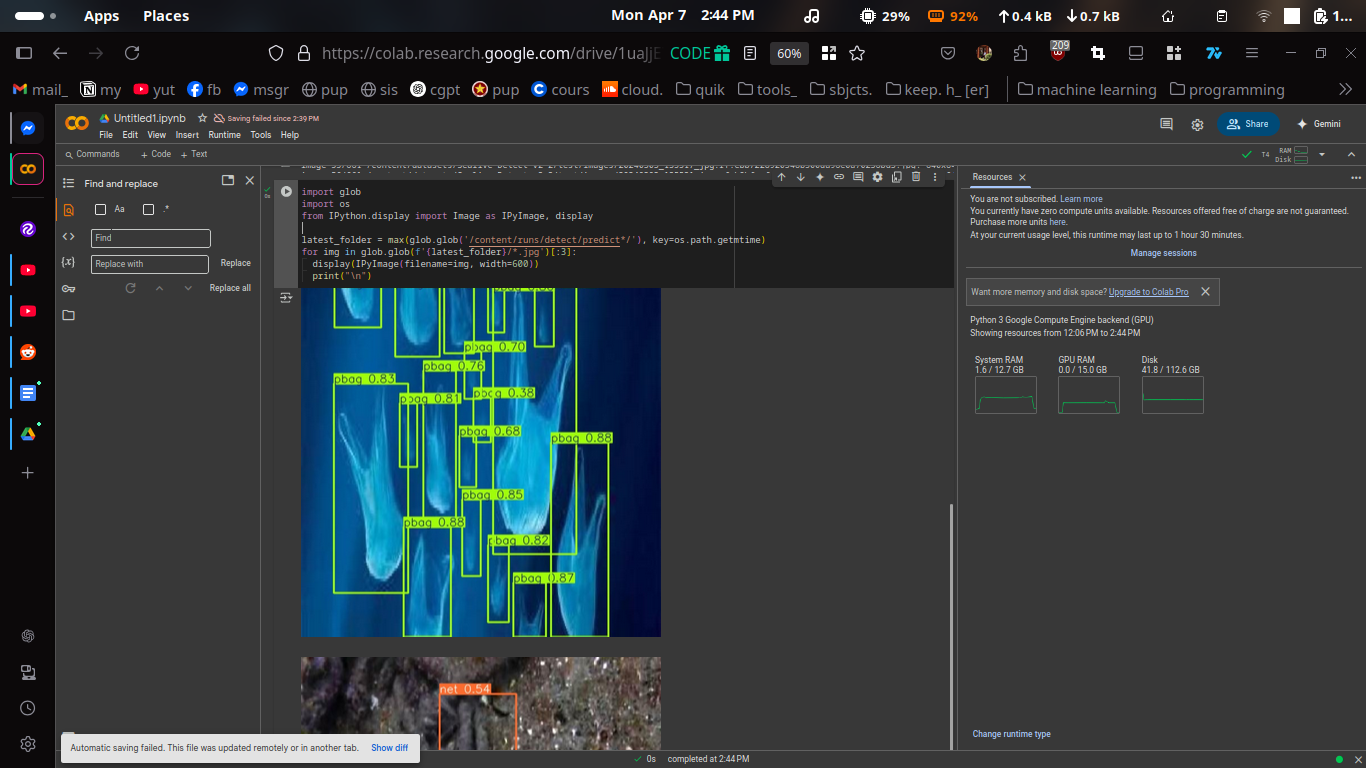 Apps Places Mon Apr 7 2:44 PM 29% 92% 0.4 kB 0.7 kB 1...
https://colab.research.google.com/drive/1uaJjE CODE 60% 209
mail_ my yut fb msgr pup sis cgpt pup cours cloud. quik tools_ sbjcts. keep. h_ [er] machine learning programming
Untitled1.ipynb Saving failed since 2:39 PM
File Edit View Insert Runtime Tools Help
Share Gemini
Commands + Code + Text
T4 RAM
Disk
Find and replace
Aa .*
Find
Replace with Replace
Replace all
import glob
import os
from IPython.display import Image as IPyImage, display
latest_folder = max(glob.glob('/content/runs/detect/predict*/'), key=os.path.getmtime)
for img in glob.glob(f'{latest_folder}/*.jpg')[:3]:
display(IPyImage(filename=img, width=600))
print("\n")
0s
pbag 0.70
pbag 0.76
pbag 0.83
pbag 0.38
pbag 0.81
pbag 0.68
pbag 0.88
pbag 0.85
pbag 0.88
pbag 0.82
pbag 0.87
net 0.54
Resources
You are not subscribed. Learn more
You currently have zero compute units available. Resources offered free of charge are not guaranteed.
Purchase more units here.
At your current usage level, this runtime may last up to 1 hour 30 minutes.
Manage sessions
Want more memory and disk space? Upgrade to Colab Pro
Python 3 Google Compute Engine backend (GPU)
Showing resources from 12:06 PM to 2:44 PM
System RAM GPU RAM Disk
1.6 / 12.7 GB 0.0 / 15.0 GB 41.8 / 112.6 GB
Change runtime type
Automatic saving failed. This file was updated remotely or in another tab. Show diff
0s completed at 2:44 PM